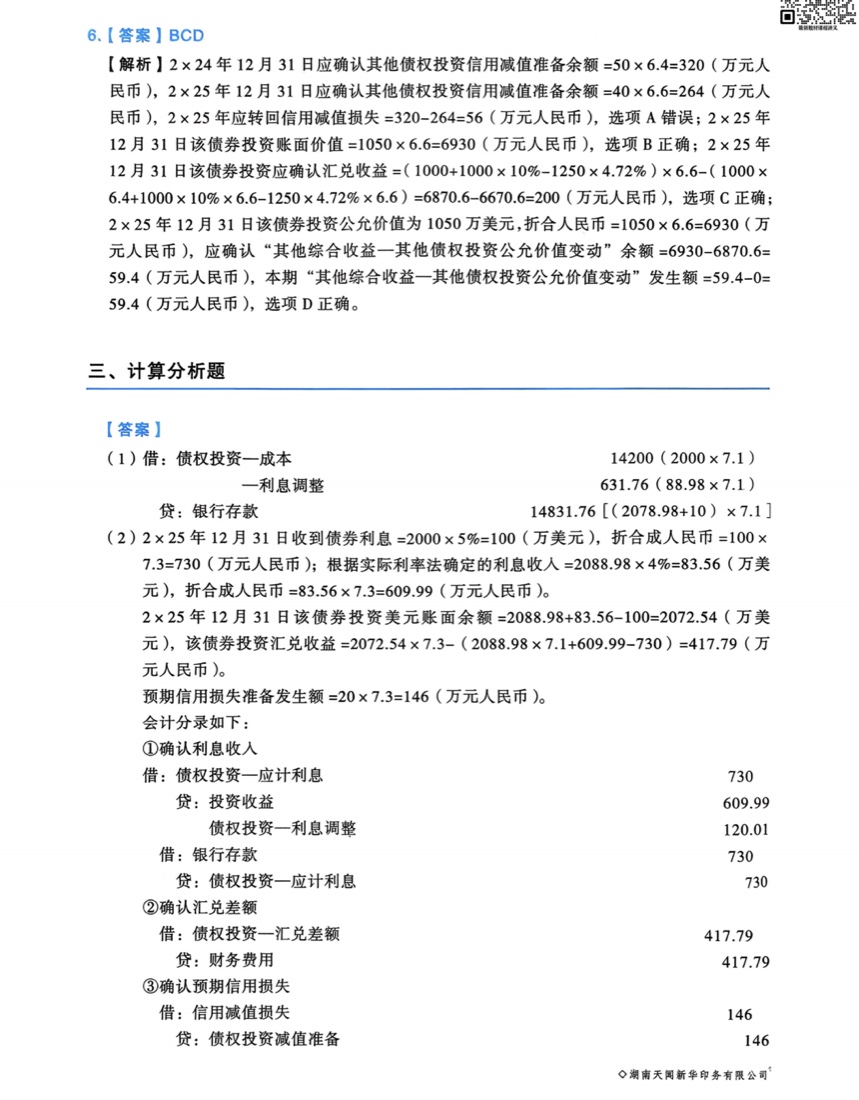 6.【答案】BCD
【解析】2×24年12月31日应确认其他债权投资信用减值准备余额=50×6.4=320（万元人
民币），2×25年12月31日应确认其他债权投资信用减值准备余额=40×6.6=264（万元人
民币），2×25年应转回信用减值损失=320-264=56（万元人民币），选项A错误；2×25年
12月31日该债券投资账面价值=1050×6.6=6930（万元人民币），选项B正确；2×25年
12月31日该债券投资应确认汇兑收益=（1000+1000×10%-1250×4.72%）×6.6-（1000×
6.4+1000×10%×6.6-1250×4.72%×6.6）=6870.6-6670.6=200（万元人民币），选项C正确；
2×25年12月31日该债券投资公允价值为1050万美元，折合人民币=1050×6.6=6930（万
元人民币），应确认“其他综合收益—其他债权投资公允价值变动”余额=6930-6870.6=
59.4（万元人民币），本期“其他综合收益—其他债权投资公允价值变动”发生额=59.4-0=
59.4（万元人民币），选项D正确。
三、计算分析题
【答案】
（1）借：债权投资—成本 14200（2000×7.1）
—利息调整 631.76（88.98×7.1）
贷：银行存款 14831.76［（2078.98+10）×7.1］
（2）2×25年12月31日收到债券利息=2000×5%=100（万美元），折合成人民币=100×
7.3=730（万元人民币）；根据实际利率法确定的利息收入=2088.98×4%=83.56（万美
元），折合成人民币=83.56×7.3=609.99（万元人民币）。
2×25年12月31日该债券投资美元账面余额=2088.98+83.56-100=2072.54（万美
元），该债券投资汇兑收益=2072.54×7.3-（2088.98×7.1+609.99-730）=417.79（万
元人民币）。
预期信用损失准备发生额=20×7.3=146（万元人民币）。
会计分录如下：
①确认利息收入
借：债权投资—应计利息 730
贷：投资收益 609.99
债权投资—利息调整 120.01
借：银行存款 730
贷：债权投资—应计利息 730
②确认汇兑差额
借：债权投资—汇兑差额 417.79
贷：财务费用 417.79
③确认预期信用损失
借：信用减值损失 146
贷：债权投资减值准备 146
◇湖南天闻新华印务有限公司